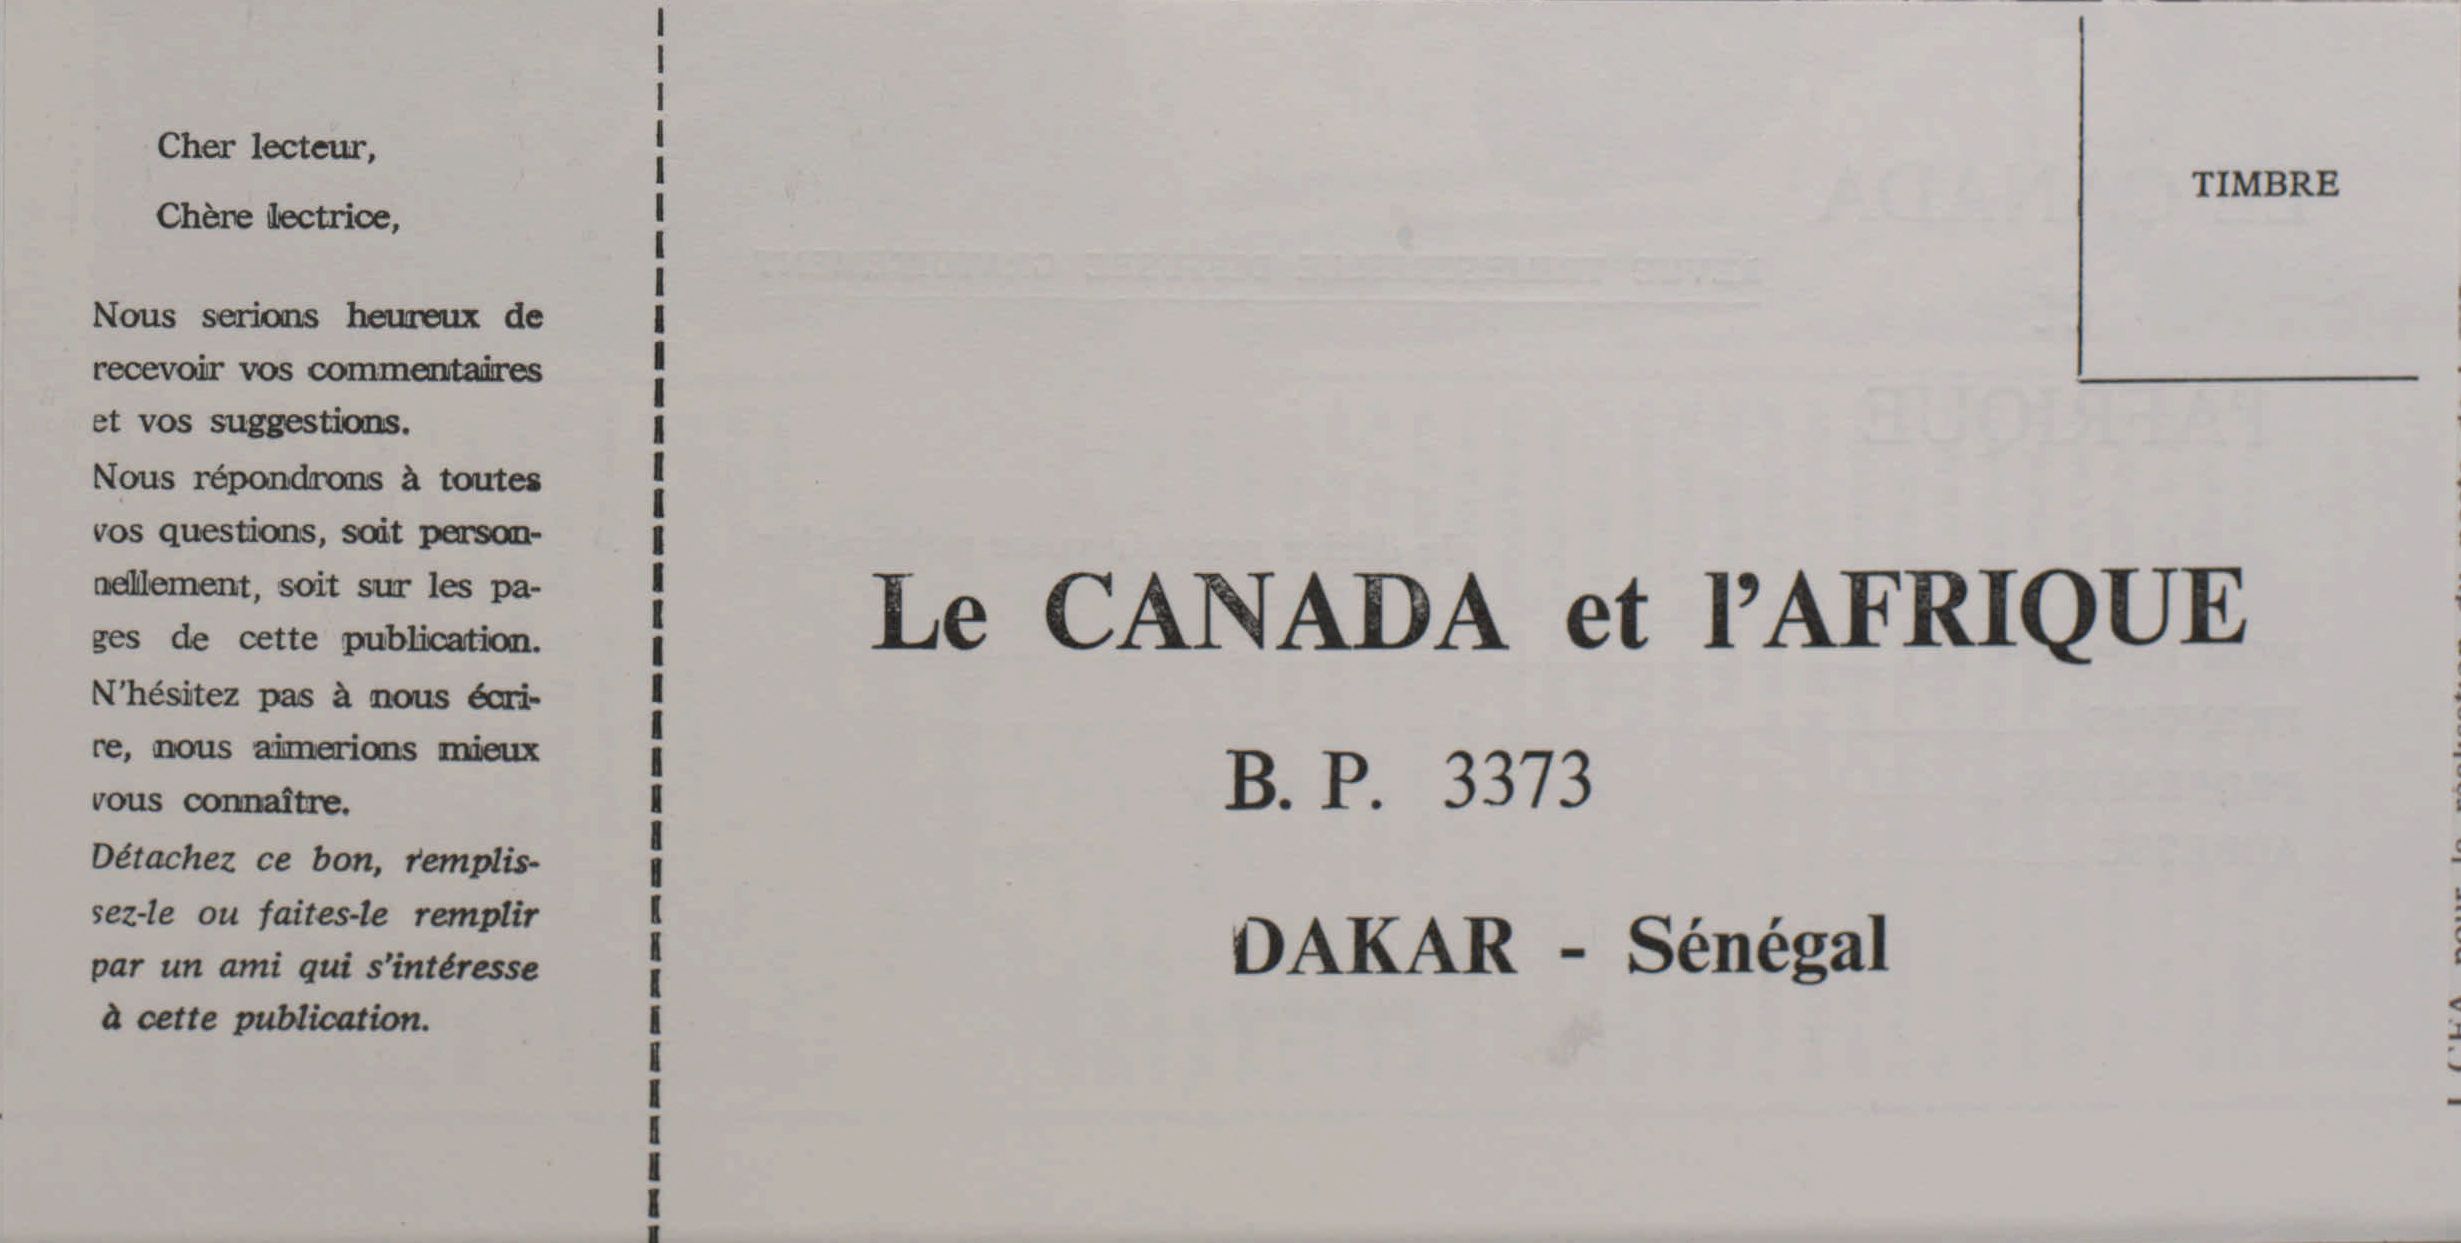 Cher lecteur,
Chère lectrice,
Nous serions heureux de
recevoir vos commentaires
et vos suggestions.
Nous répondrons à toutes
vos questions, soit person-
nellement, soit sur les pa-
ges de cette publication.
N'hésitez pas à nous écri-
re, nous aimerions mieux
vous connaître.
Détachez ce bon, remplis-
sez-le ou faites-le remplir
par un ami qui s'intéresse
à cette publication.
TIMBRE
Le CANADA et l'AFRIQUE
B. P. 3373
DAKAR - Sénégal